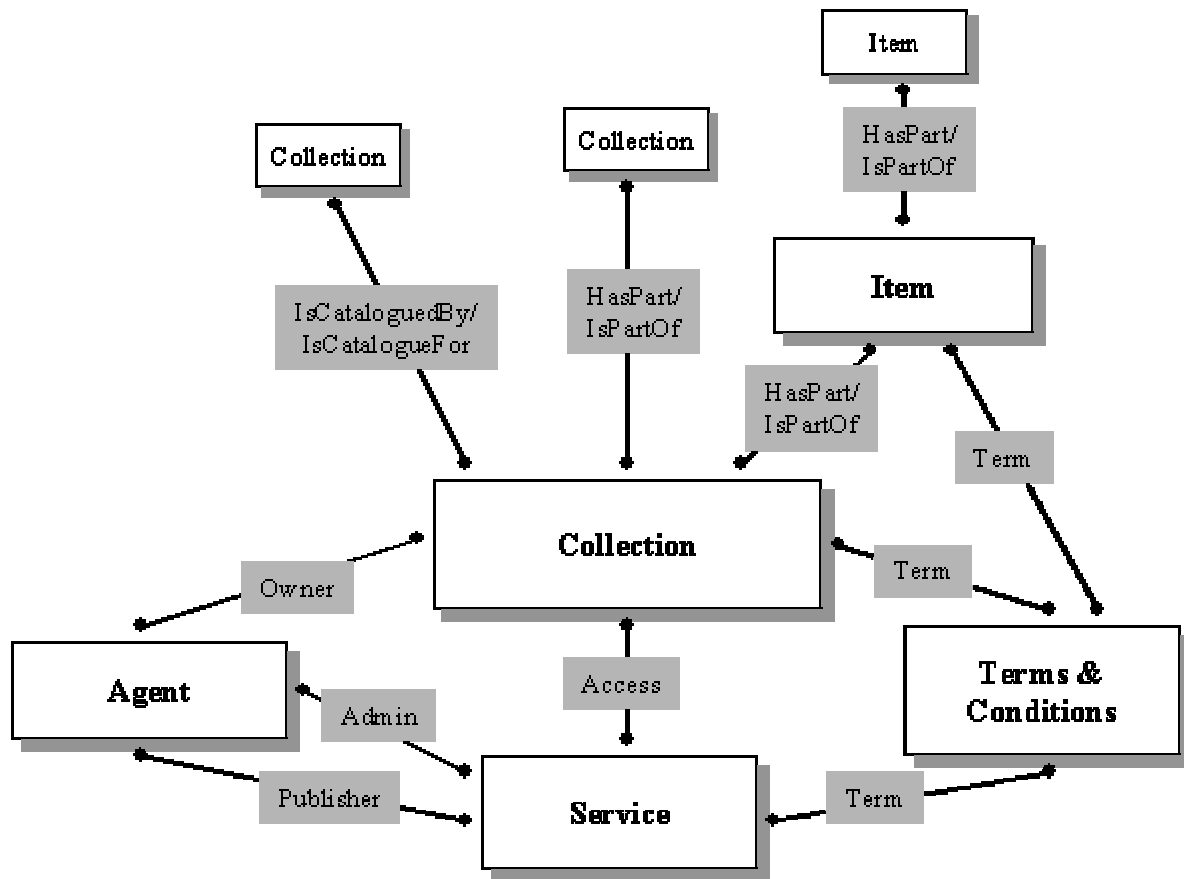 Item
HasPart/
IsPartOf
Collection
Collection
Item
IsCataloguedBy/
IsCatalogueFor
HasPart/
IsPartOf
HasPart/
IsPartOf
Term
Collection
Owner
Term
Agent
Access
Terms &
Conditions
Admin
Publisher
Service
Term